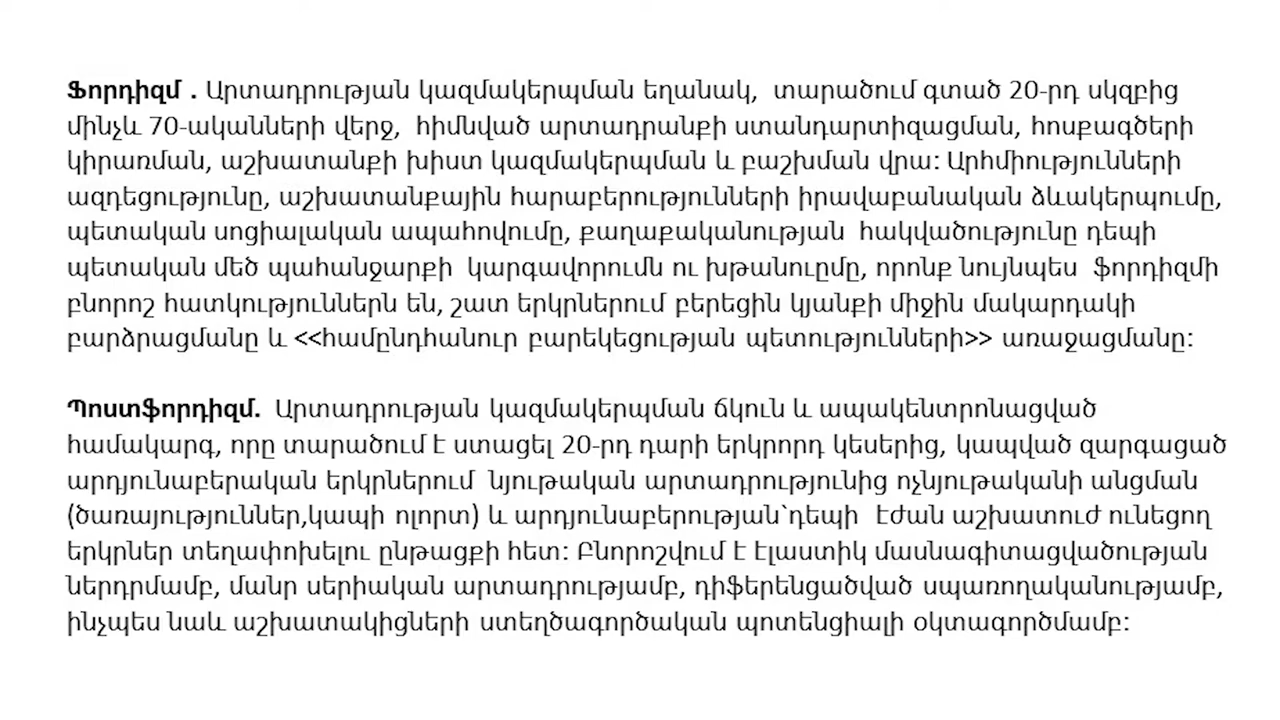 Ֆորդիզմ . Արտադրության կազմակերպման եղանակ, տարածում գտած 20-րդ սկզբից
մինչև 70-ականների վերջ, հիմնված արտադրանքի ստանդարտիզացման, հոսքագծերի
կիրառման, աշխատանքի խիստ կազմակերպման և բաշխման վրա: Արհմիությունների
ազդեցությունը, աշխատանքային հարաբերությունների իրավաբանական ձևակերպումը,
պետական սոցիալական ապահովումը, քաղաքականության հակվածությունը դեպի
պետական մեծ պահանջարքի կարգավորումն ու խթանուըմը, որոնք նույնպես ֆորդիզմի
բնորոշ հատկություններն են, շատ երկրներում բերեցին կյանքի միջին մակարդակի
բարձրացմանը և <<համընդհանուր բարեկեցության պետությունների>> առաջացմանը:
Պոստֆորդիզմ. Արտադրության կազմակերպման ճկուն և ապակենտրոնացված
համակարգ, որը տարածում է ստացել 20-րդ դարի երկրորդ կեսերից, կապված զարգացած
արդյունաբերական երկրներում նյութական արտադրությունից ոչնյութականի անցման
(ծառայություններ,կապի ոլորտ) և արդյունաբերության՝դեպի էժան աշխատուժ ունեցող
երկրներ տեղափոխելու ընթացքի հետ: Բնորոշվում է էլաստիկ մասնագիտացվածության
ներդրմամբ, մանր սերիական արտադրությամբ, դիֆերենցածված սպառողականությամբ,
ինչպես նաև աշխատակիցների ստեղծագործական պոտենցիալի օկտագործմամբ: